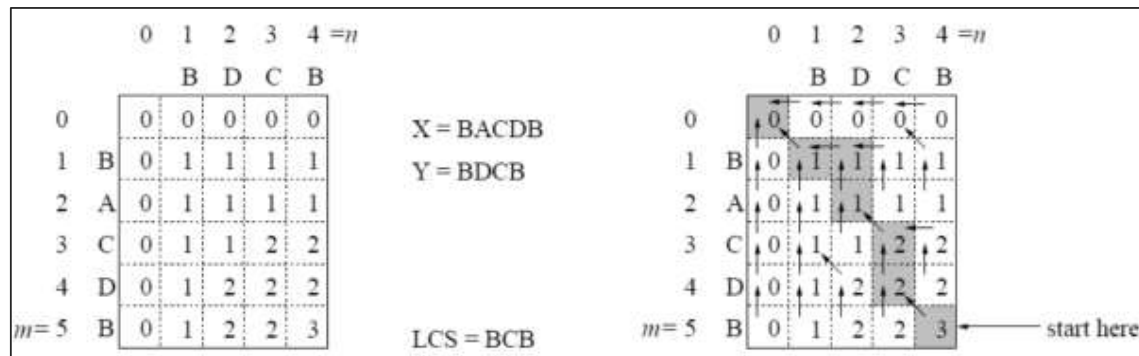 0 1 2 3 4 =n
B D C B
0 0 0 0 0 0
1 B 0 1 1 1 1
2 A 0 1 1 1 1
3 C 0 1 1 2 2
4 D 0 1 2 2 2
m= 5 B 0 1 2 2 3
X = BACDB
Y = BDCB
LCS = BCB
0 1 2 3 4 =n
B D C B
0 0 0 0 0 0
1 B 0 1 1 1 1
2 A 0 1 1 1 1
3 C 0 1 1 2 2
4 D 0 1 2 2 2
m= 5 B 0 1 2 2 3 start here